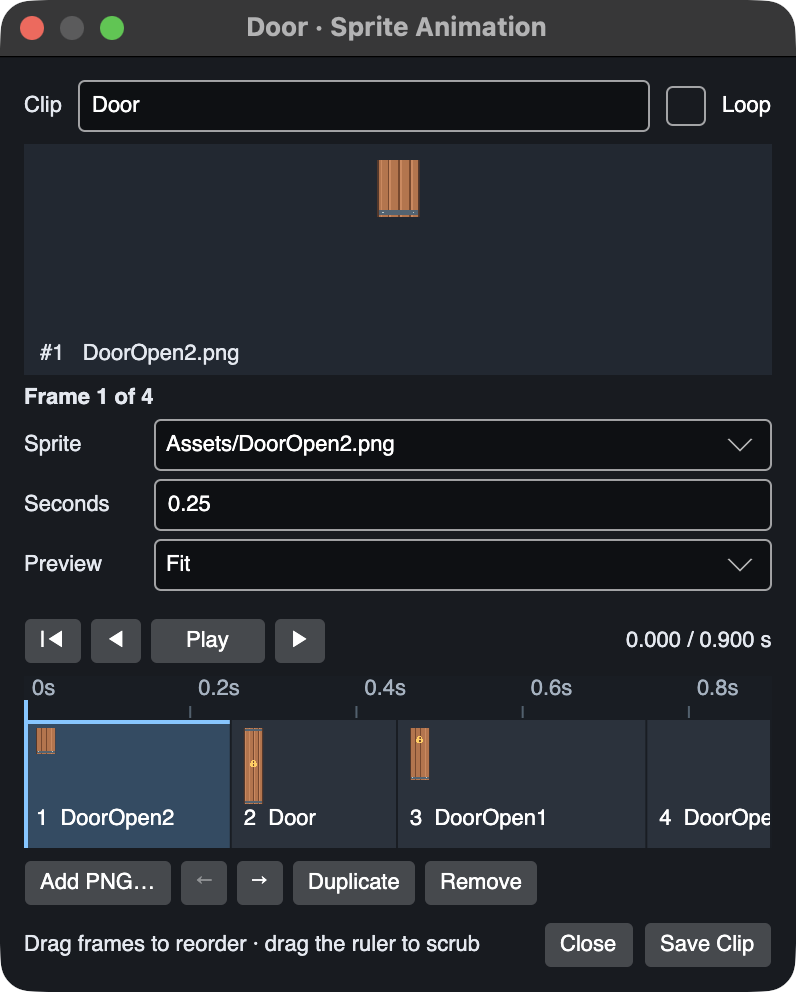 Door · Sprite Animation
Clip Door Loop
#1 DoorOpen2.png
Frame 1 of 4
Sprite Assets/DoorOpen2.png
Seconds 0.25
Preview Fit
Play 0.000 / 0.900 s
0s 0.2s 0.4s 0.6s 0.8s
1 DoorOpen2 2 Door 3 DoorOpen1 4 DoorOpe
Add PNG... ← → Duplicate Remove
Drag frames to reorder · drag the ruler to scrub Close Save Clip